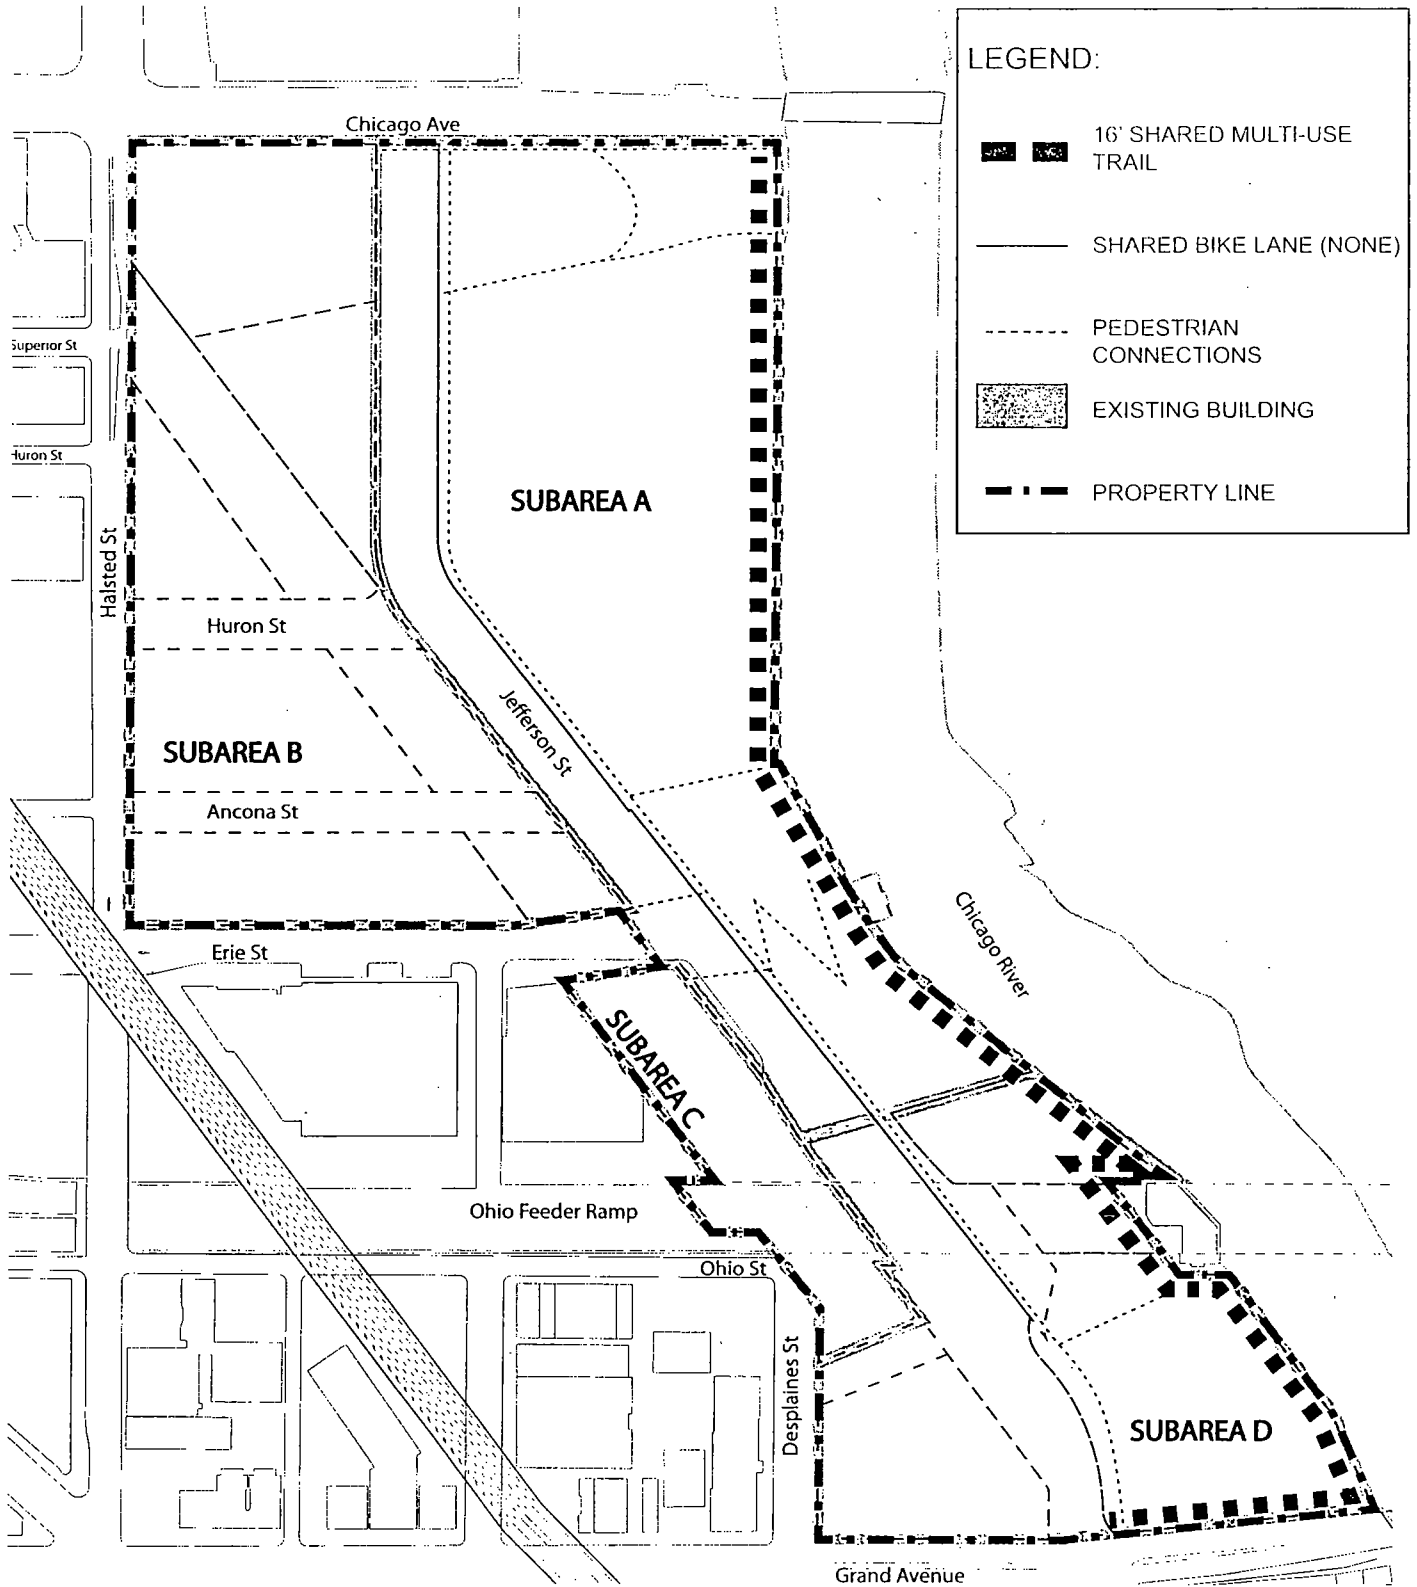 LEGEND:
16' SHARED MULTI-USE
TRAIL
SHARED BIKE LANE (NONE)
PEDESTRIAN
CONNECTIONS
EXISTING BUILDING
PROPERTY LINE
Chicago Ave
Superior St
Huron St
Halsted St
SUBAREA A
Huron St
Jefferson St
SUBAREA B
Ancona St
Erie St
Chicago River
SUBAREA C
Ohio Feeder Ramp
Ohio St
Desplaines St
SUBAREA D
Grand Avenue